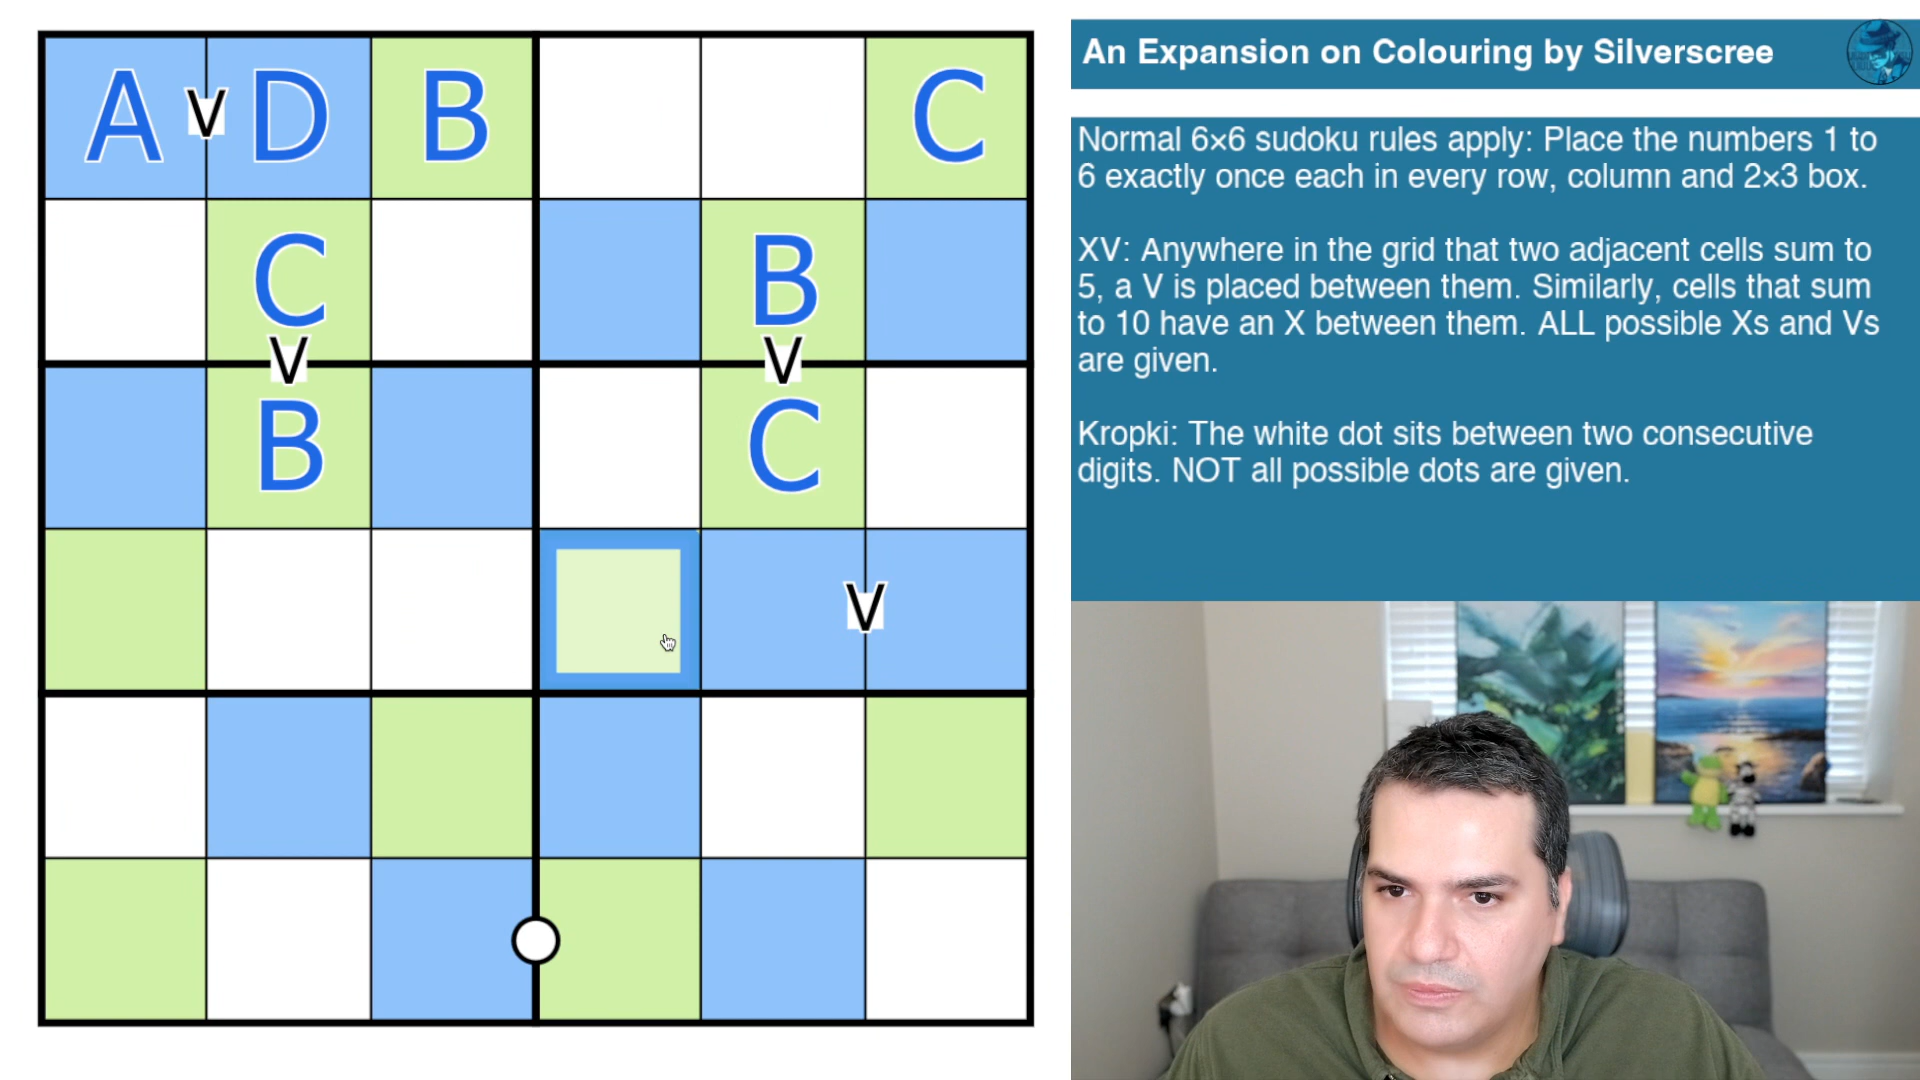 An Expansion on Colouring by Silverscree
A V D B C
C B
V V
B C
V
Normal 6×6 sudoku rules apply: Place the numbers 1 to
6 exactly once each in every row, column and 2×3 box.
XV: Anywhere in the grid that two adjacent cells sum to
5, a V is placed between them. Similarly, cells that sum
to 10 have an X between them. ALL possible Xs and Vs
are given.
Kropki: The white dot sits between two consecutive
digits. NOT all possible dots are given.